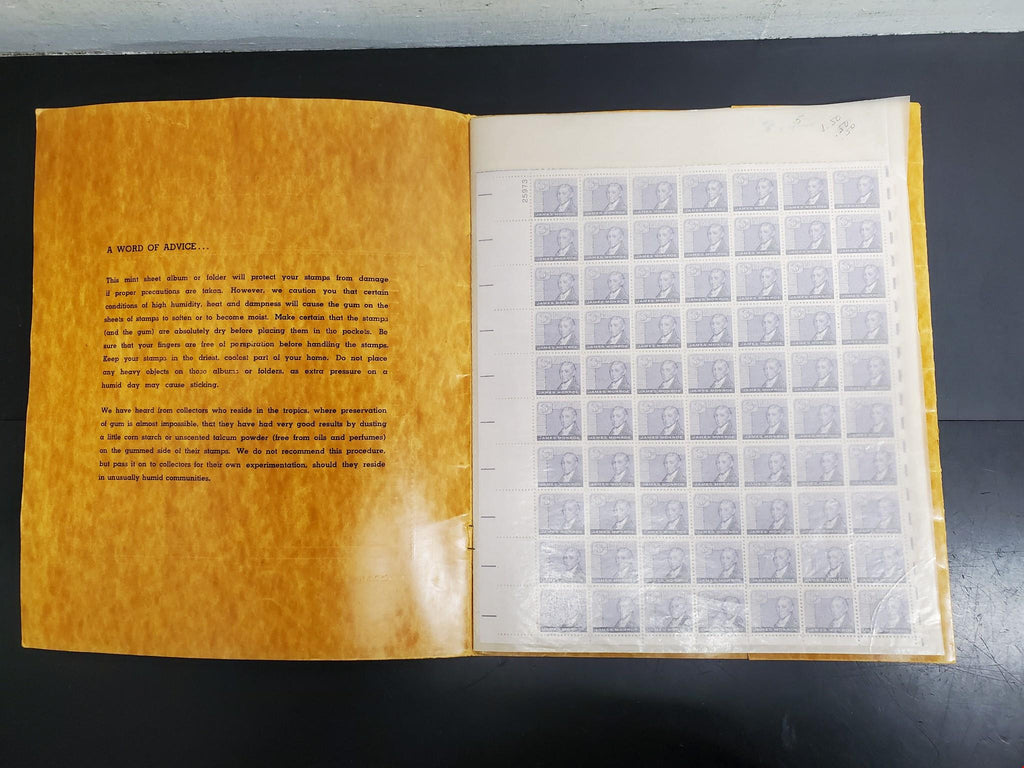 A WORD OF ADVICE...
This mint sheet album or folder will protect your stamps from damage
if proper precautions are taken. However, we caution you that certain
conditions of high humidity, heat and dampness will cause the gum on the
sheets of stamps to soften or to become moist. Make certain that the stamps
(and the gum) are absolutely dry before placing them in the pockets. Be
sure that your fingers are free of perspiration before handling the stamps.
Keep your stamps in the driest, coolest part of your home. Do not place
any heavy objects on those albums or folders, as extra pressure on a
humid day may cause sticking.
We have heard from collectors who reside in the tropics, where preservation
of gum is almost impossible, that they have had very good results by dusting
a little corn starch or unscented talcum powder (free from oils and perfumes)
on the gummed side of their stamps. We do not recommend this procedure,
but pass it on to collectors for their own experimentation, should they reside
in unusually humid communities.
25973
JAMES MONROE